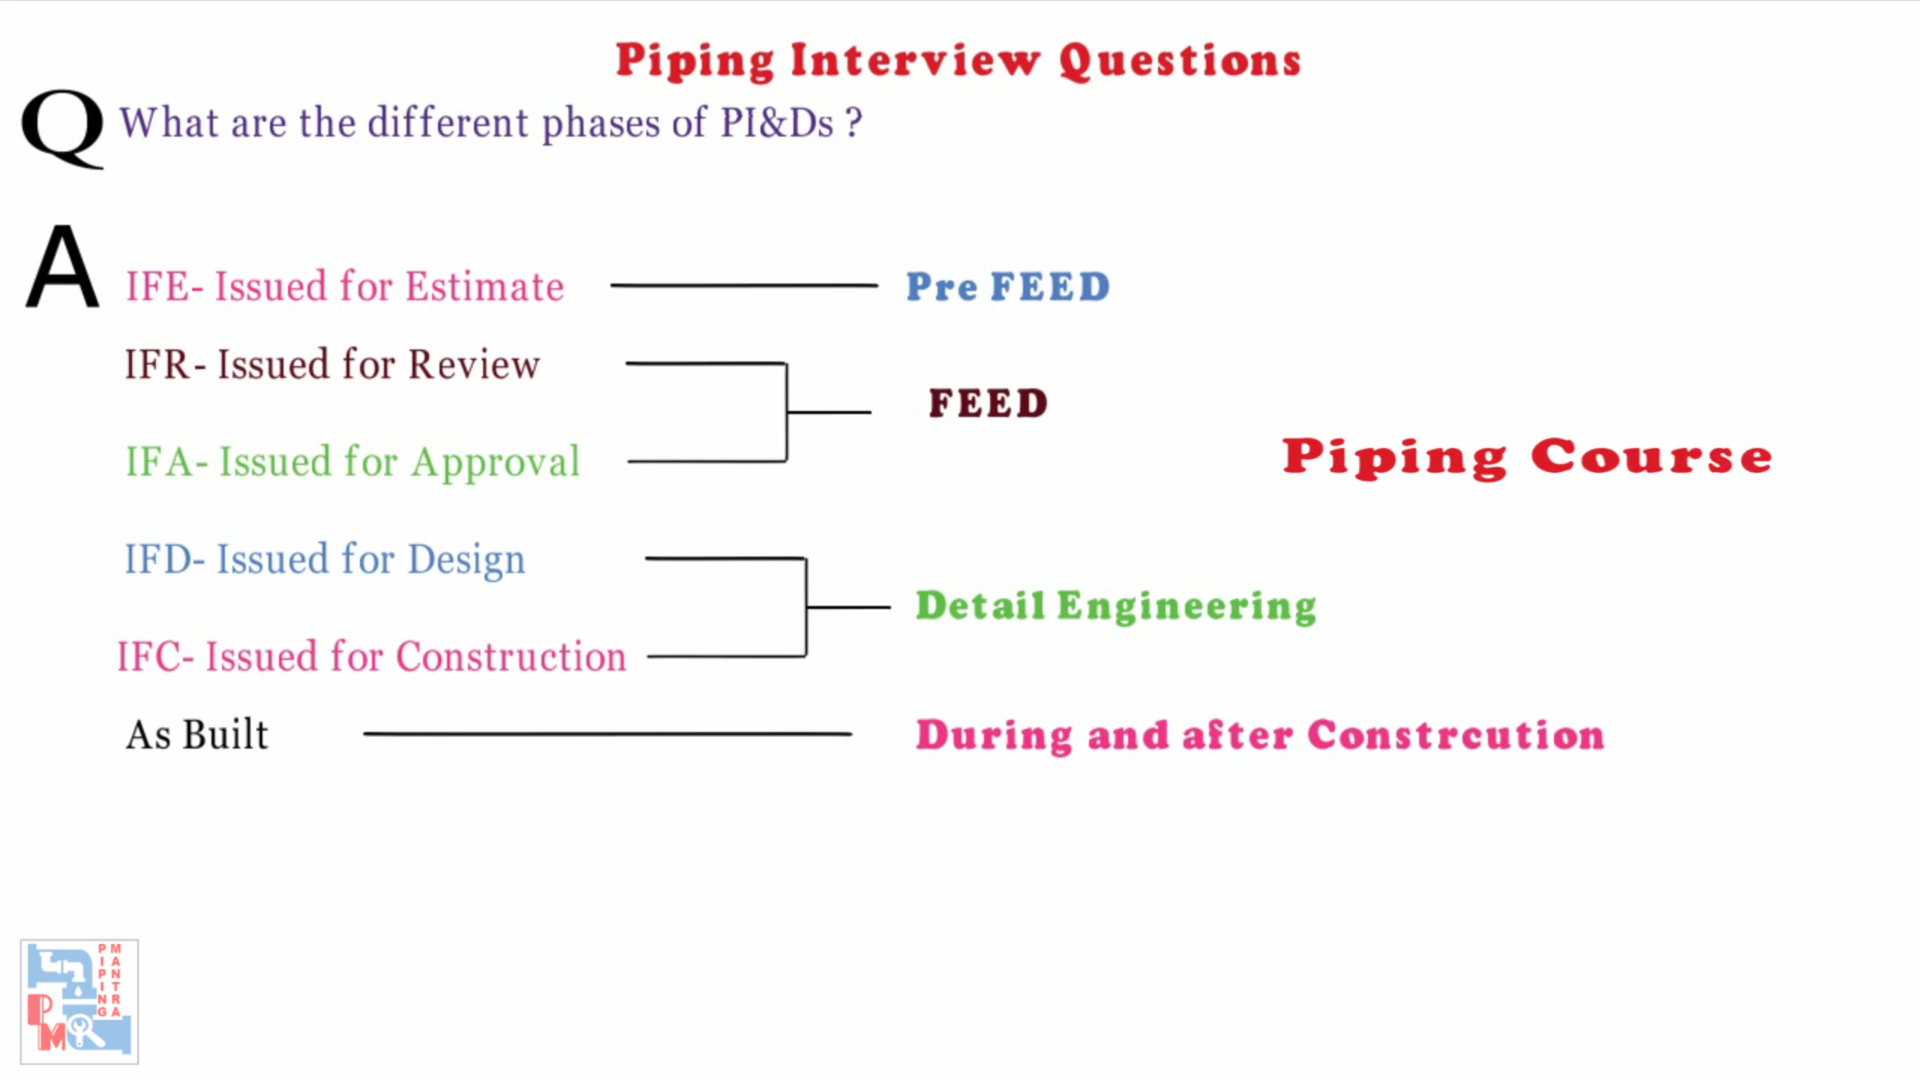 Piping Interview Questions
Q What are the different phases of PI&Ds ?
A
IFE- Issued for Estimate Pre FEED
IFR- Issued for Review
FEED
IFA- Issued for Approval
Piping Course
IFD- Issued for Design
Detail Engineering
IFC- Issued for Construction
As Built During and after Constrcution
PIPING MANTRA
PM